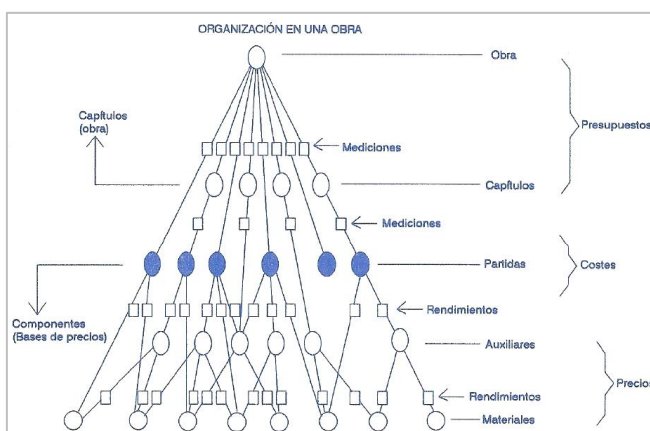 ORGANIZACIÓN EN UNA OBRA
Obra
Capítulos
(obra)
Presupuestos
Mediciones
Capítulos
Mediciones
Partidas
Costes
Componentes
(Bases de precios)
Rendimientos
Auxiliares
Precios
Rendimientos
Materiales